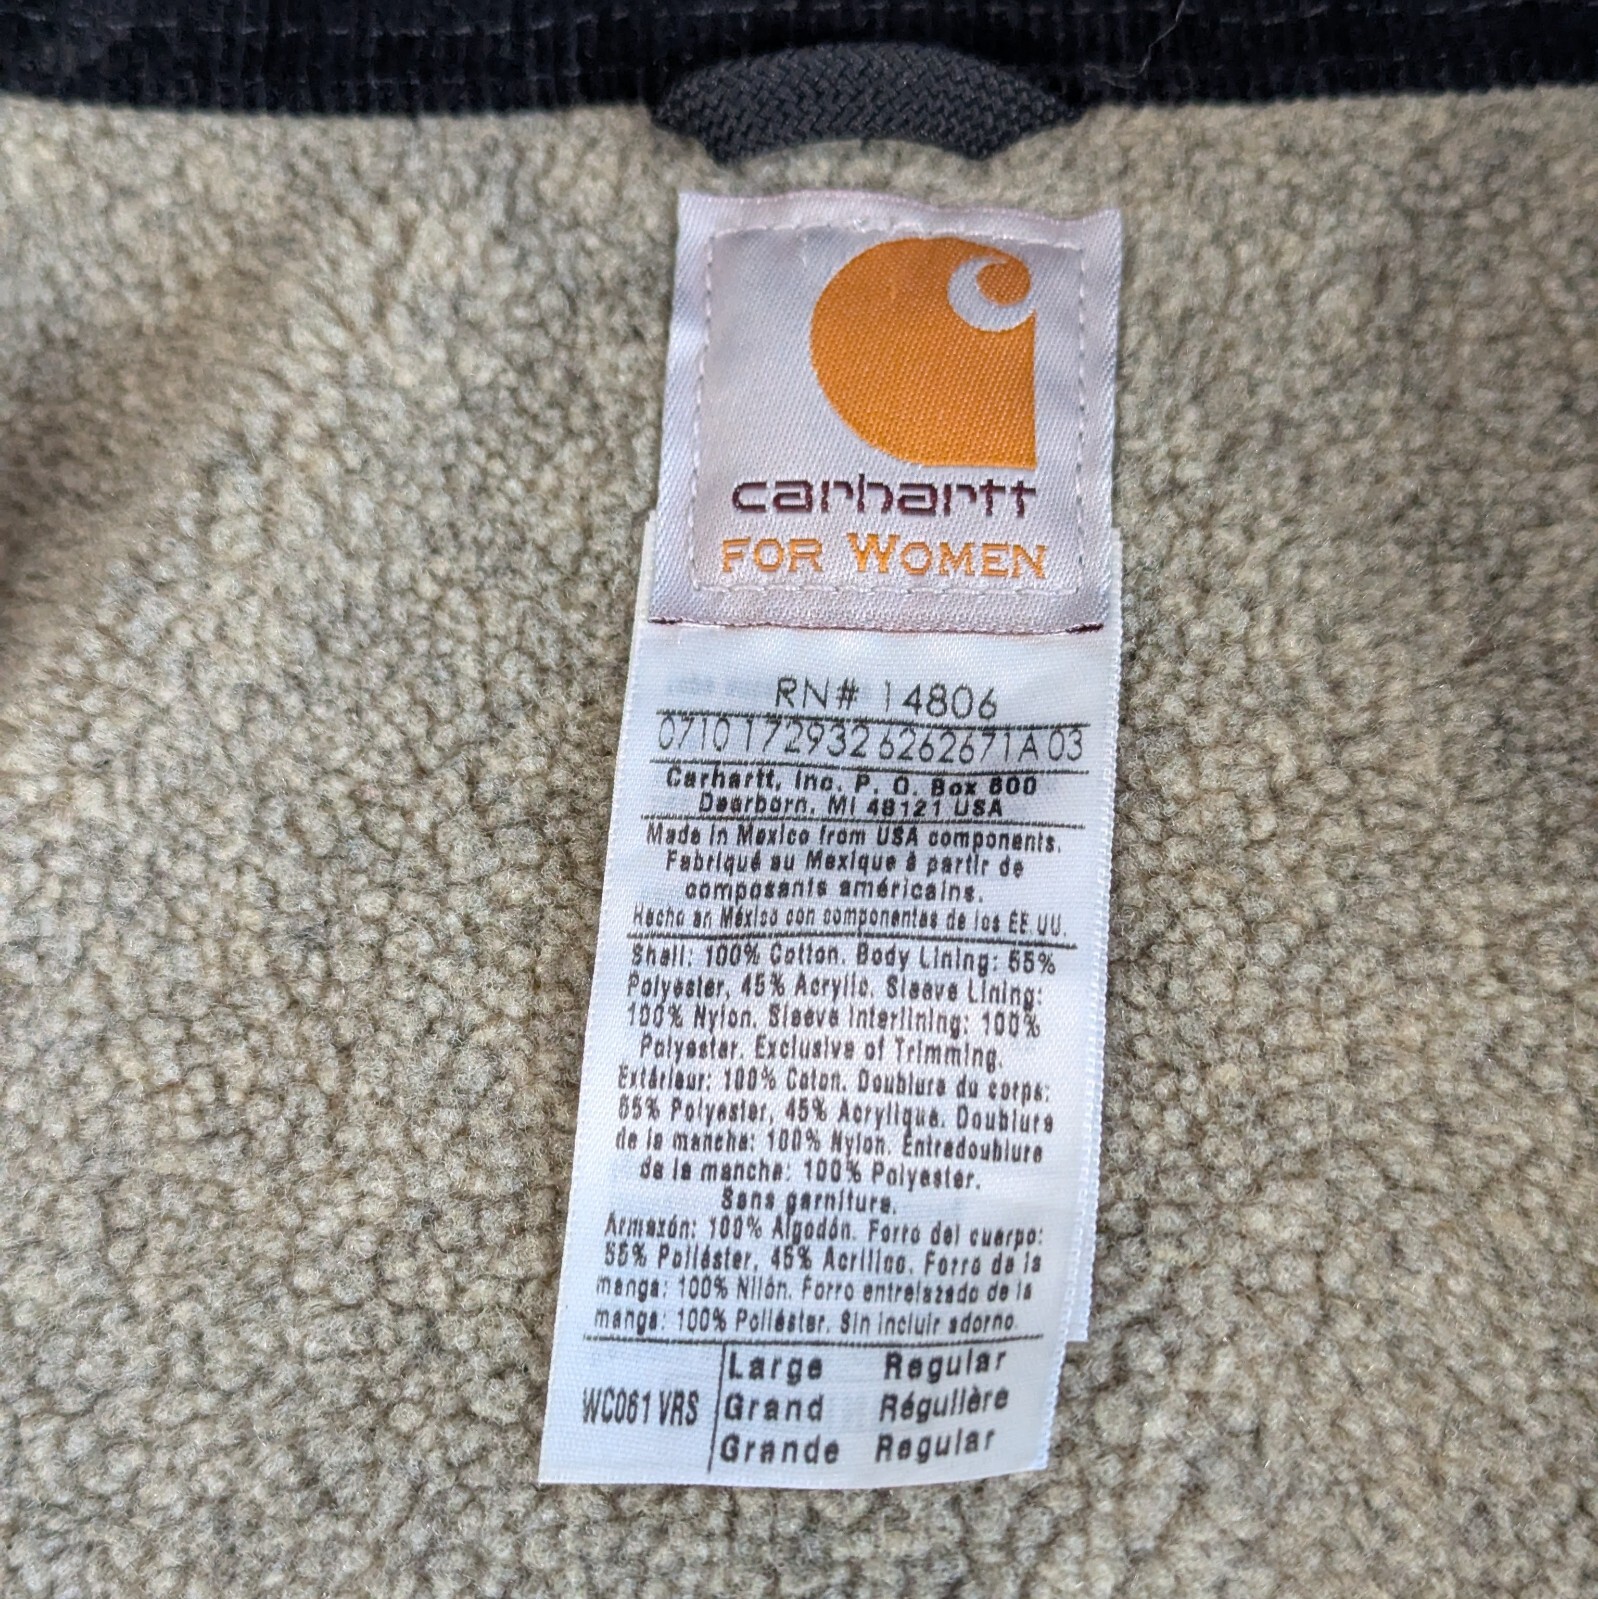 carhartt
FOR WOMEN
RN# 14806
0710 172932 6262671A 03
Carhartt, Inc. P. O. Box 600
Dearborn, MI 48121 USA
Made in Mexico from USA components.
Fabriqué au Mexique à partir de
composants américains.
Hecho en México con componentes de los EE.UU.
Shell: 100% Cotton. Body Lining: 55%
Polyester, 45% Acrylic. Sleeve Lining:
100% Nylon. Sleeve Interlining: 100%
Polyester. Exclusive of Trimming.
Extérieur: 100% Coton. Doublure du corps:
55% Polyester, 45% Acrylique. Doublure
de la manche: 100% Nylon. Entredoublure
de la manche: 100% Polyester.
Sans garniture.
Armazón: 100% Algodón. Forro del cuerpo:
55% Poliéster, 45% Acrílico. Forro de la
manga: 100% Nilón. Forro entrelazado de la
manga: 100% Poliéster. Sin incluir adorno.
Large Regular
WC061 VRS Grand Régulière
Grande Regular